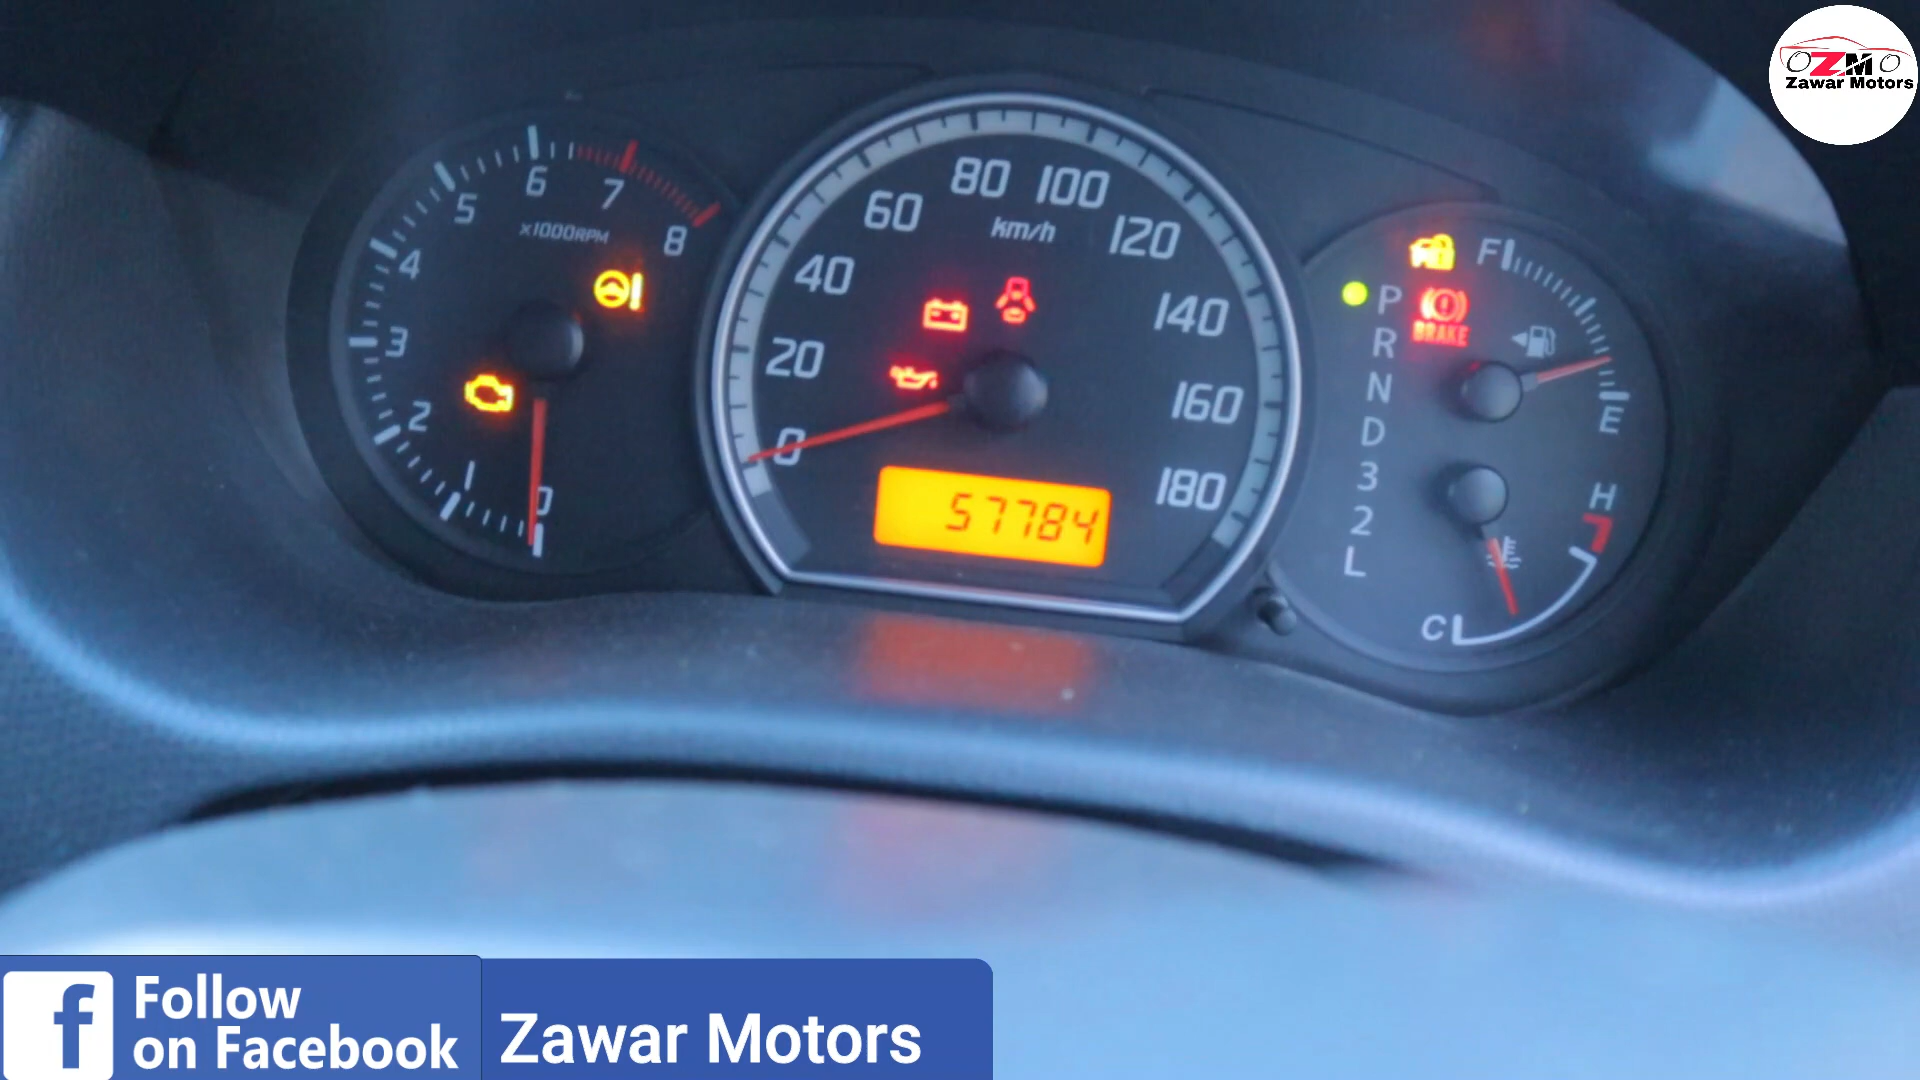 ZM
Zawar Motors
0
1
2
3
4
5
6
7
8
x1000RPM
0
20
40
60
80
100
120
140
160
180
km/h
57784
P
R
N
D
3
2
L
BRAKE
F
E
H
C
f
Follow
on Facebook
Zawar Motors